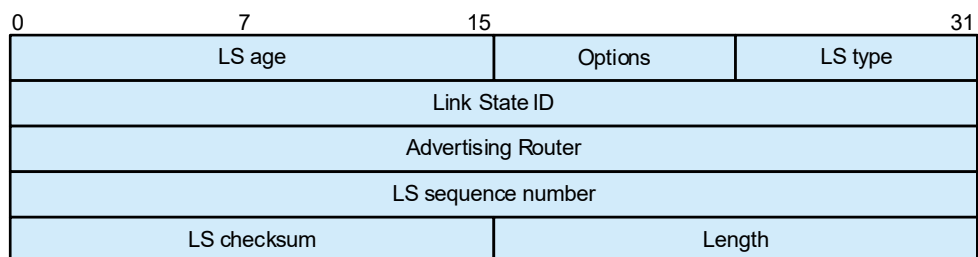 0 7 15 31
LS age Options LS type
Link State ID
Advertising Router
LS sequence number
LS checksum Length